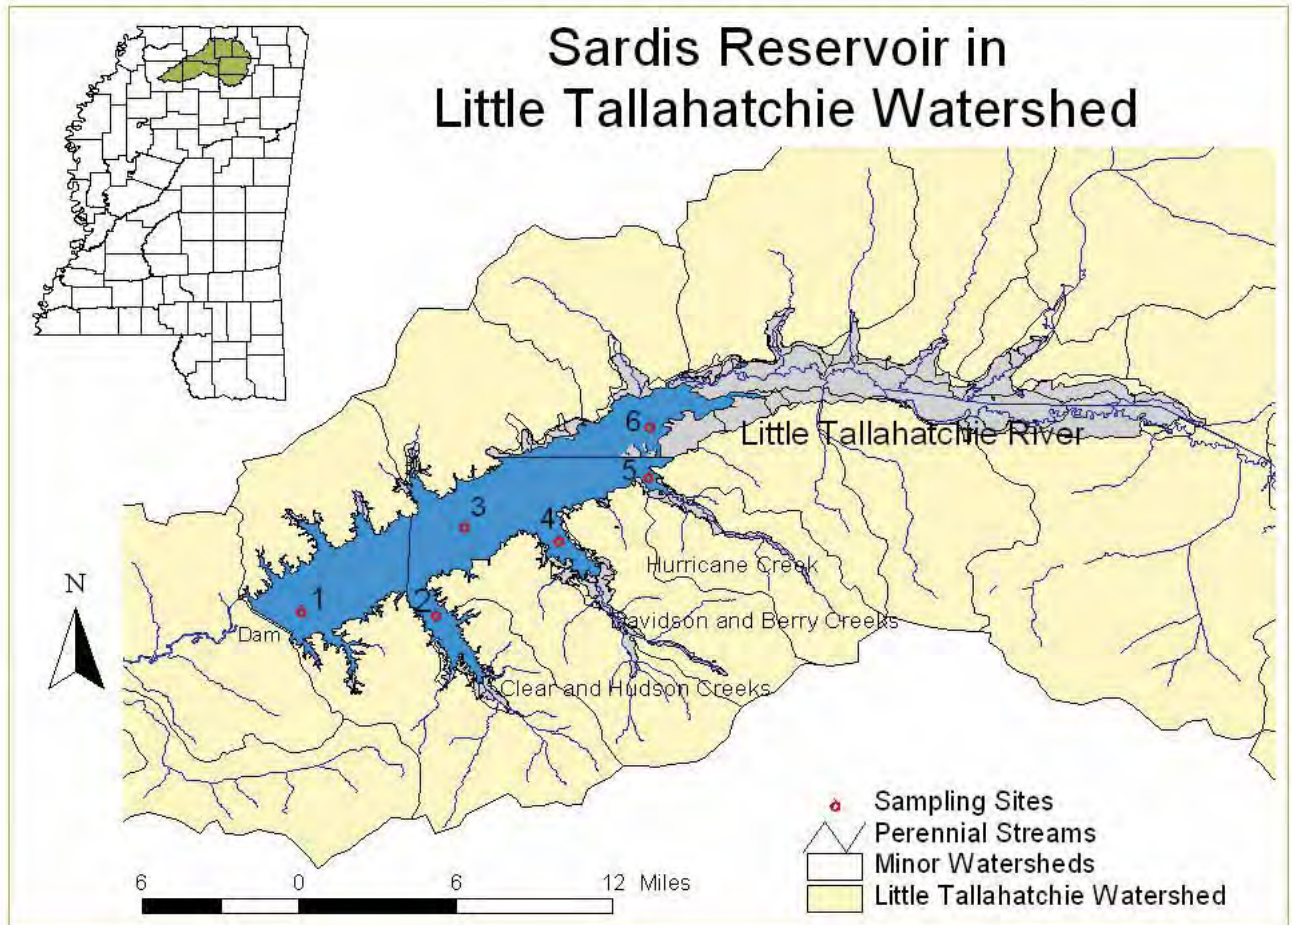 Sardis Reservoir in
Little Tallahatchie Watershed
6
Little Tallahatchie River
5
3
4
Hurricane Creek
1
2
Davidson and Berry Creeks
Dam
Clear and Hudson Creeks
N
Sampling Sites
Perennial Streams
Minor Watersheds
Little Tallahatchie Watershed
6 0 6 12 Miles